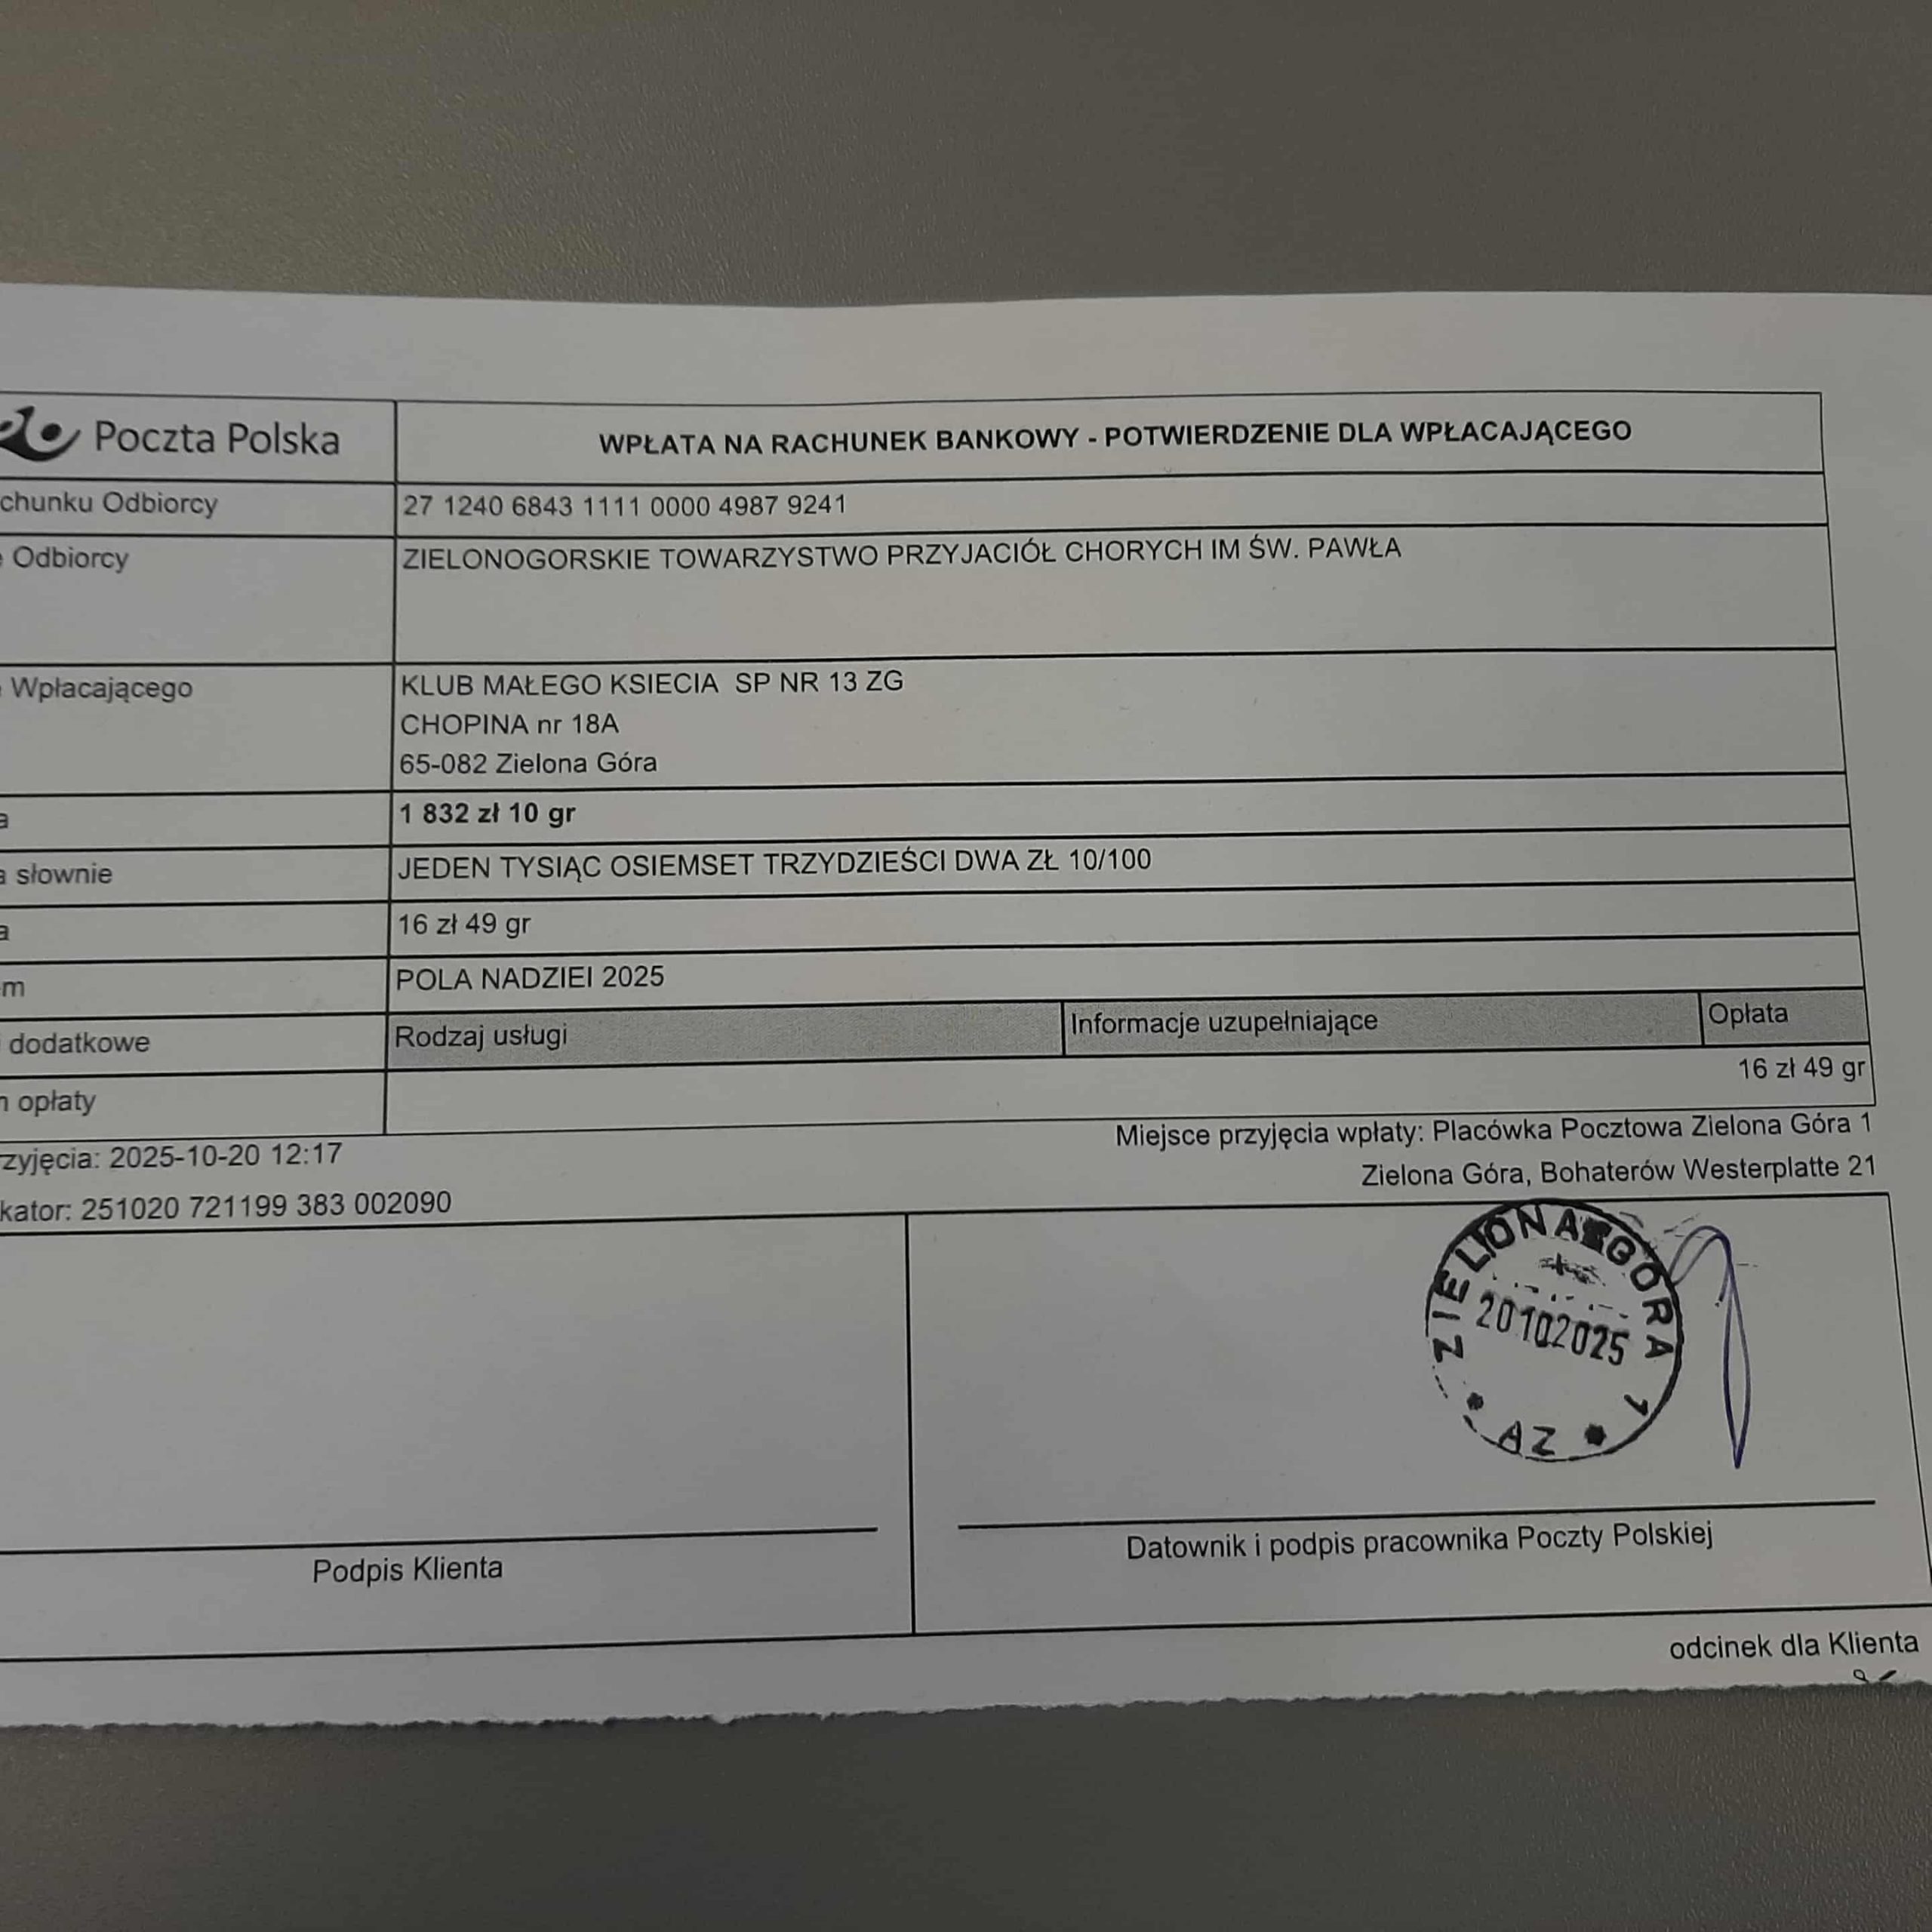 Poczta Polska
WPŁATA NA RACHUNEK BANKOWY - POTWIERDZENIE DLA WPŁACAJĄCEGO
chunku Odbiorcy
27 1240 6843 1111 0000 4987 9241
Odbiorcy
ZIELONOGORSKIE TOWARZYSTWO PRZYJACIÓŁ CHORYCH IM ŚW. PAWŁA
Wpłacającego
KLUB MAŁEGO KSIECIA SP NR 13 ZG
CHOPINA nr 18A
65-082 Zielona Góra
a
1 832 zł 10 gr
a słownie
JEDEN TYSIĄC OSIEMSET TRZYDZIEŚCI DWA ZŁ 10/100
a
16 zł 49 gr
em
POLA NADZIEI 2025
dodatkowe
Rodzaj usługi
Informacje uzupełniające
Opłata
opłaty
16 zł 49 gr
zyjęcia: 2025-10-20 12:17
Miejsce przyjęcia wpłaty: Placówka Pocztowa Zielona Góra 1
Zielona Góra, Bohaterów Westerplatte 21
kator: 251020 721199 383 002090
ZIELONA GÓRA 1
20102025
AZ
Podpis Klienta
Datownik i podpis pracownika Poczty Polskiej
odcinek dla Klienta